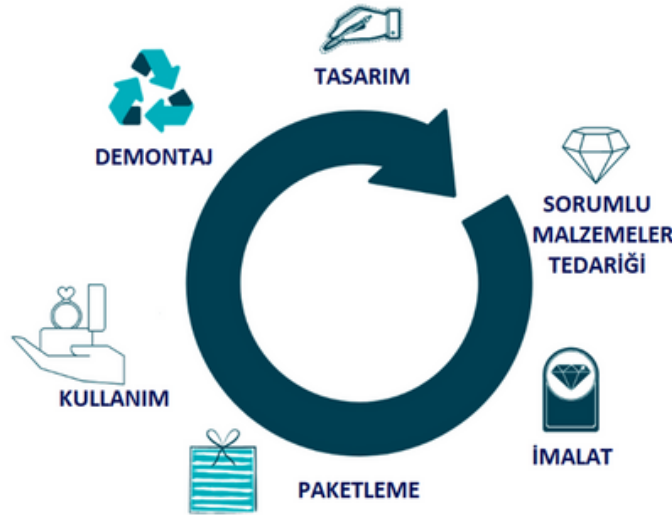 TASARIM
SORUMLU
MALZEMELER
TEDARİĞİ
İMALAT
PAKETLEME
KULLANIM
DEMONTAJ